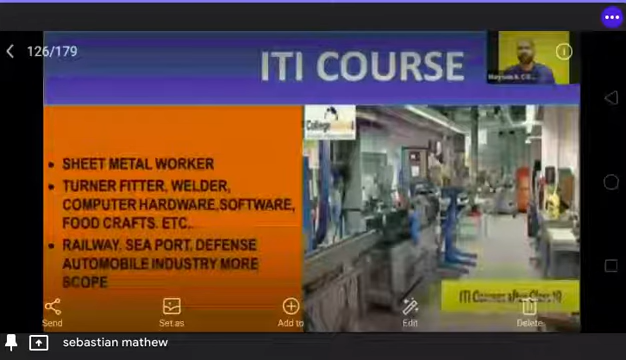 126/179
ITI COURSE
• SHEET METAL WORKER
• TURNER FITTER, WELDER,
COMPUTER HARDWARE,SOFTWARE,
FOOD CRAFTS. ETC..
• RAILWAY. SEA PORT. DEFENSE
AUTOMOBILE INDUSTRY MORE
SCOPE
College
ITI Courses after Class 10
Send
Set as
Add to
Edit
Delete
sebastian mathew